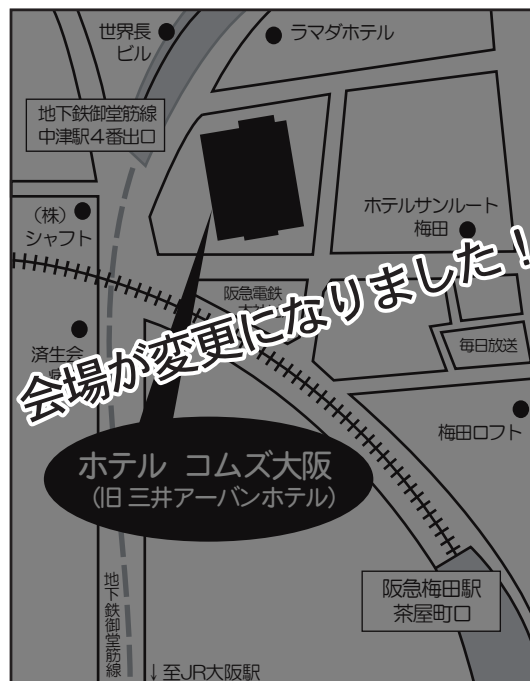 世界長
ビル
ラマダホテル
地下鉄御堂筋線
中津駅4番出口
(株)
シャフト
ホテルサンルート
梅田
阪急電鉄
会場が変更になりました!
済生会
毎日放送
梅田ロフト
ホテル コムズ大阪
(旧 三井アーバンホテル)
阪急梅田駅
茶屋町口
地下鉄御堂筋線
↓至JR大阪駅